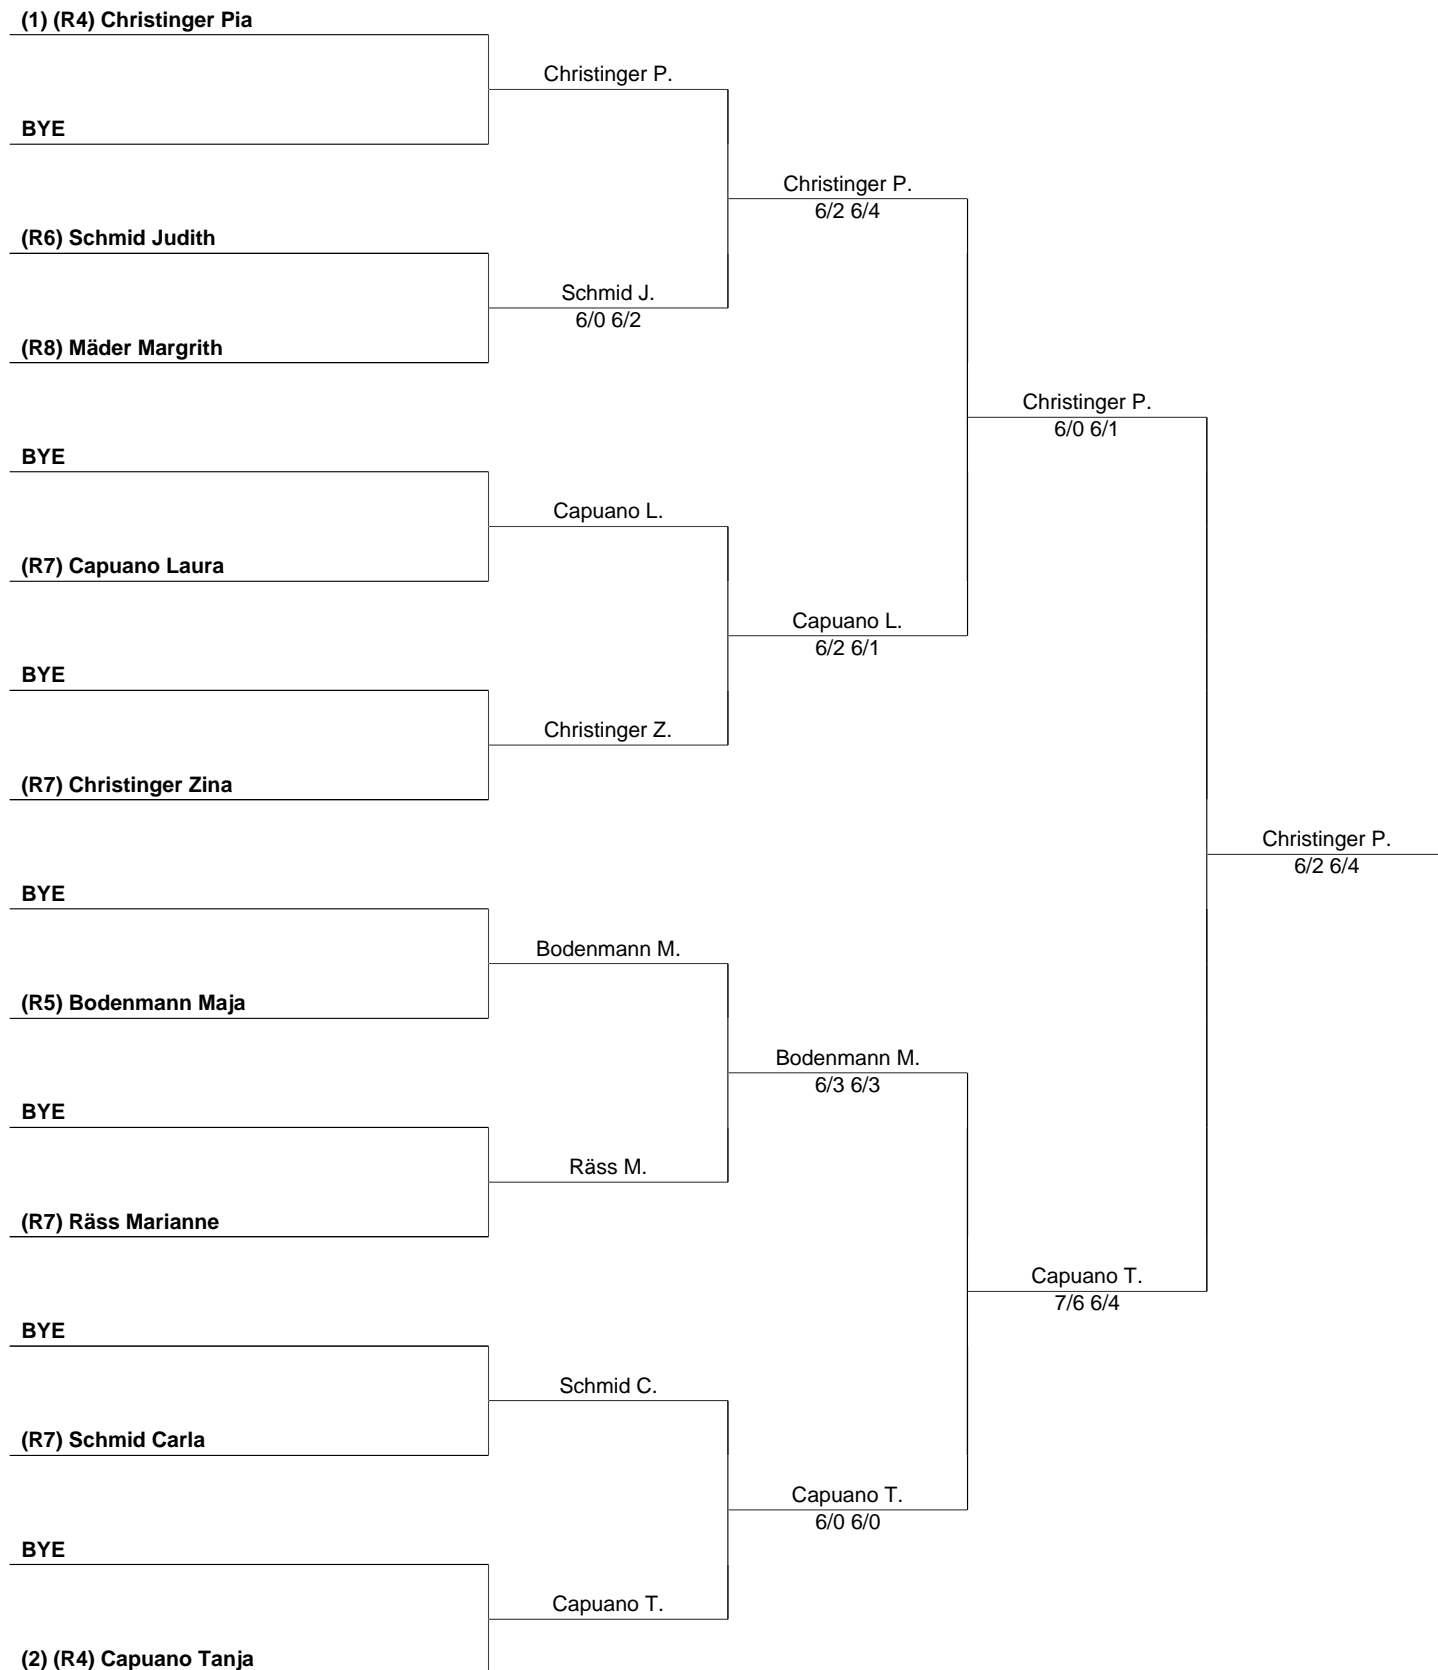 (1) (R4) Christinger Pia
Christinger P.
BYE
Christinger P.
6/2 6/4
(R6) Schmid Judith
Schmid J.
6/0 6/2
(R8) Mäder Margrith
Christinger P.
6/0 6/1
BYE
Capuano L.
(R7) Capuano Laura
Capuano L.
6/2 6/1
BYE
Christinger Z.
(R7) Christinger Zina
Christinger P.
6/2 6/4
BYE
Bodenmann M.
(R5) Bodenmann Maja
Bodenmann M.
6/3 6/3
BYE
Räss M.
(R7) Räss Marianne
Capuano T.
7/6 6/4
BYE
Schmid C.
(R7) Schmid Carla
Capuano T.
6/0 6/0
BYE
Capuano T.
(2) (R4) Capuano Tanja